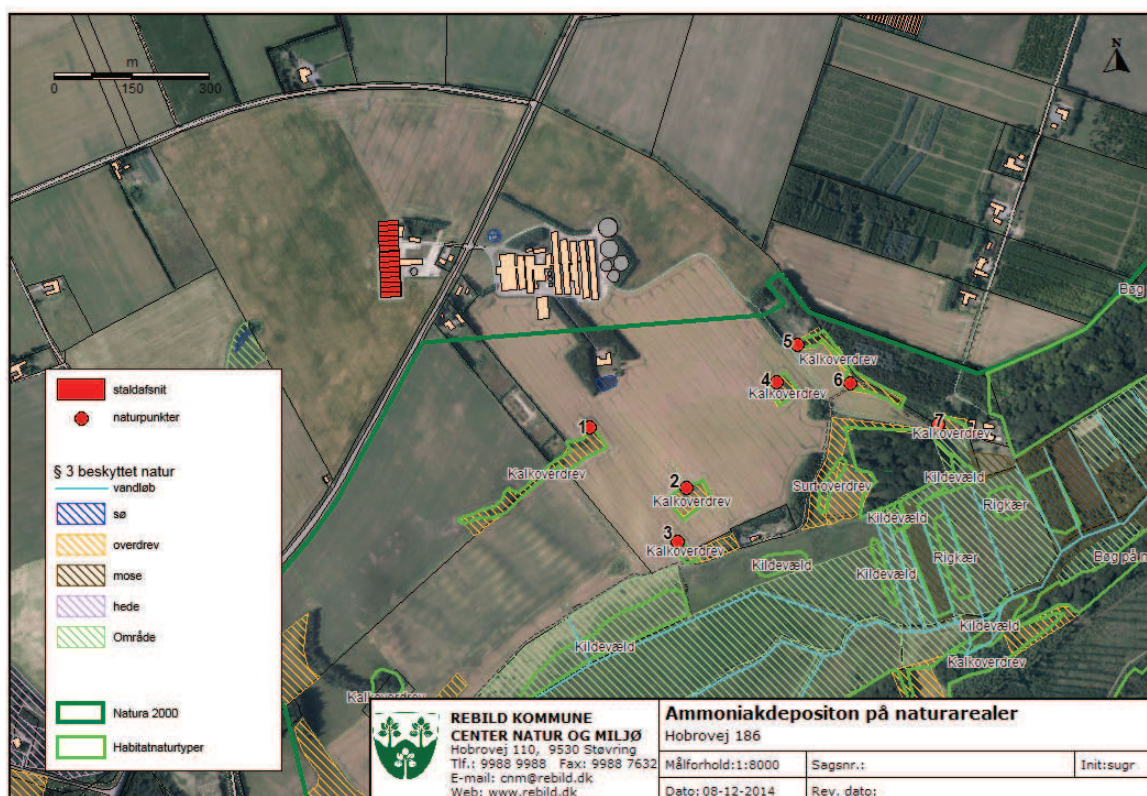 m
0 150 300
N
Bøg
5
Kalkoverdrev
4
6
Kalkoverdrev
7
Kalkoverdrev
1
Kalkoverdrev
2
Kalkoverdrev
3
Kalkoverdrev
Surt overdrev
Kildevæld
Rigkær
Kildevæld
Rigkær
Kildevæld
Kildevæld
Bøg på m
Kildevæld
Kildevæld
Kalkoverdrev
Kalkoverdrev
staldafsnit
naturpunkter
§ 3 beskyttet natur
vandløb
sø
overdrev
mose
hede
Område
Natura 2000
Habitatnaturtyper
REBILD KOMMUNE
CENTER NATUR OG MILJØ
Hobrovej 110, 9530 Støvring
Tlf.: 9988 9988 Fax: 9988 7632
E-mail: cnm@rebild.dk
Web: www.rebild.dk
Ammoniakdepositon på naturarealer
Hobrovej 186
Målforhold:1:8000 Sagsnr.: Init:sugr
Dato: 08-12-2014 Rev. dato: